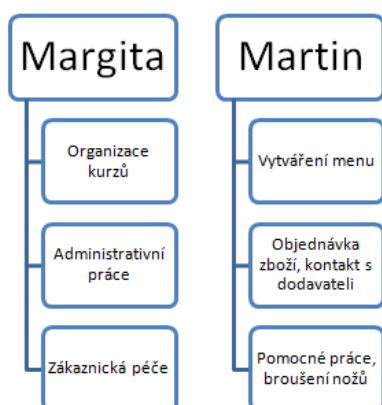 Margita
Organizace
kurzů
Administrativní
práce
Zákaznická péče
Martin
Vytváření menu
Objednávka
zboží, kontakt s
dodavateli
Pomocné práce,
broušení nožů